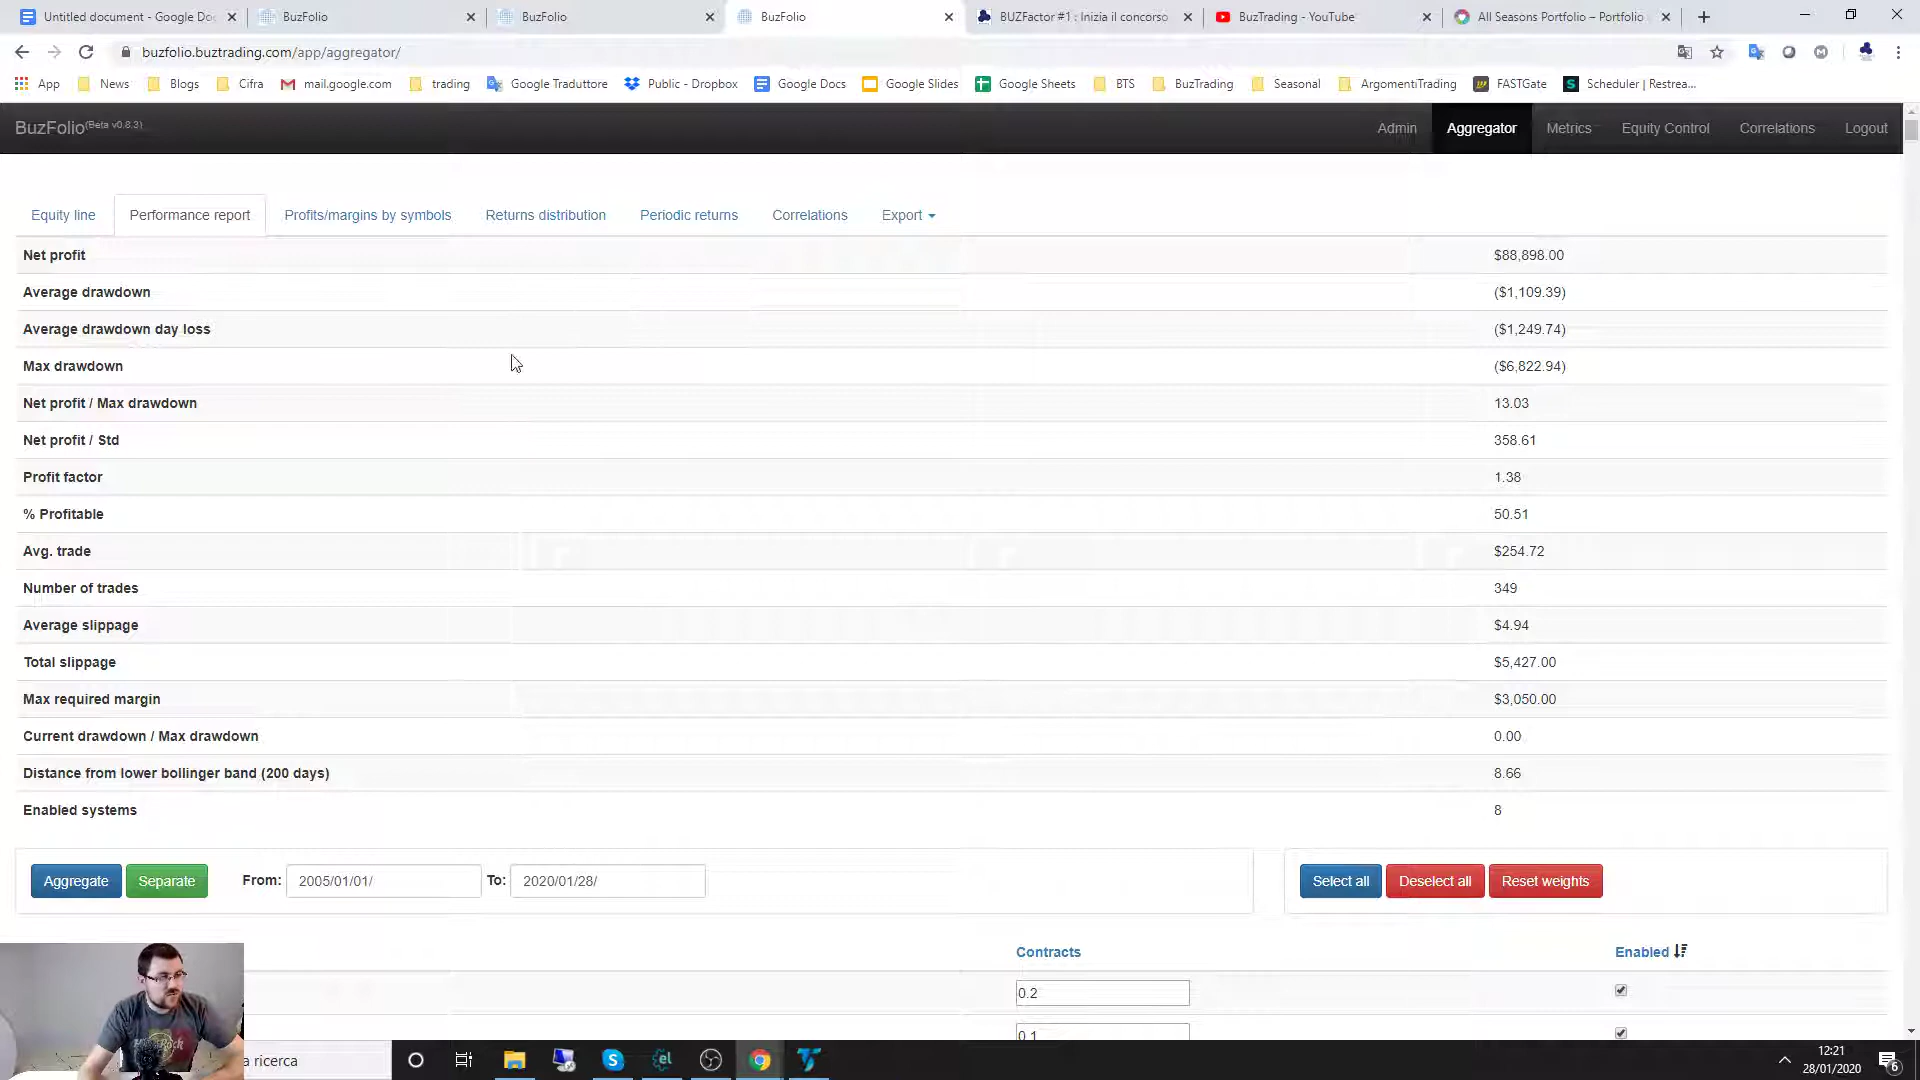 Untitled document - Google Do
BuzFolio
BuzFolio
BuzFolio
BUZFactor #1 : Inizia il concorso
BuzTrading - YouTube
All Seasons Portfolio – Portfolio
buzfolio.buztrading.com/app/aggregator/
App
News
Blogs
Cifra
mail.google.com
trading
Google Traduttore
Public - Dropbox
Google Docs
Google Slides
Google Sheets
BTS
BuzTrading
Seasonal
ArgomentiTrading
FASTGate
Scheduler | Restrea...
BuzFolio(Beta v0.8.3)
Admin
Aggregator
Metrics
Equity Control
Correlations
Logout
Equity line
Performance report
Profits/margins by symbols
Returns distribution
Periodic returns
Correlations
Export
Net profit $88,898.00
Average drawdown ($1,109.39)
Average drawdown day loss ($1,249.74)
Max drawdown ($6,822.94)
Net profit / Max drawdown 13.03
Net profit / Std 358.61
Profit factor 1.38
% Profitable 50.51
Avg. trade $254.72
Number of trades 349
Average slippage $4.94
Total slippage $5,427.00
Max required margin $3,050.00
Current drawdown / Max drawdown 0.00
Distance from lower bollinger band (200 days) 8.66
Enabled systems 8
Aggregate
Separate
From: 2005/01/01/
To: 2020/01/28/
Select all
Deselect all
Reset weights
Contracts
Enabled
0.2
0.1
a ricerca
12:21
28/01/2020
6